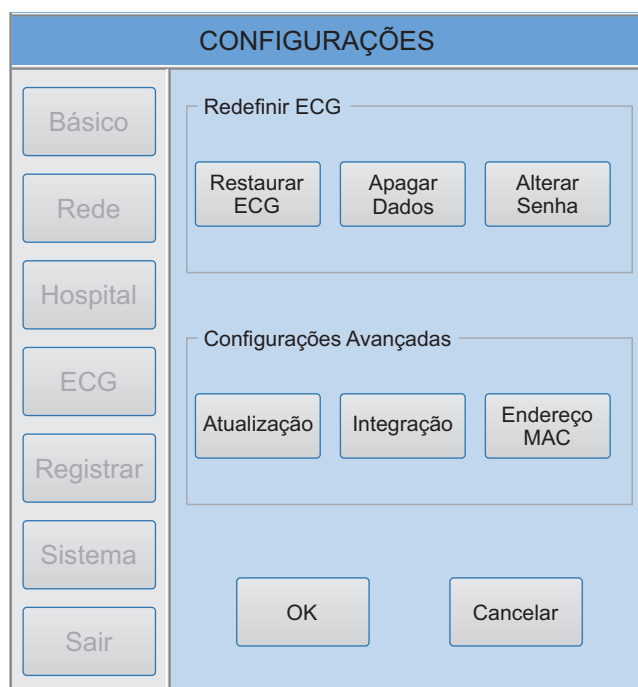 CONFIGURAÇÕES
Básico
Rede
Hospital
ECG
Registrar
Sistema
Sair
Redefinir ECG
Restaurar
ECG
Apagar
Dados
Alterar
Senha
Configurações Avançadas
Atualização
Integração
Endereço
MAC
OK
Cancelar